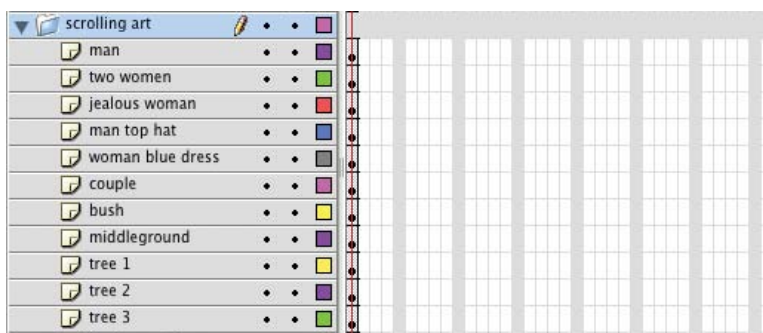 scrolling art
man
two women
jealous woman
man top hat
woman blue dress
couple
bush
middleground
tree 1
tree 2
tree 3